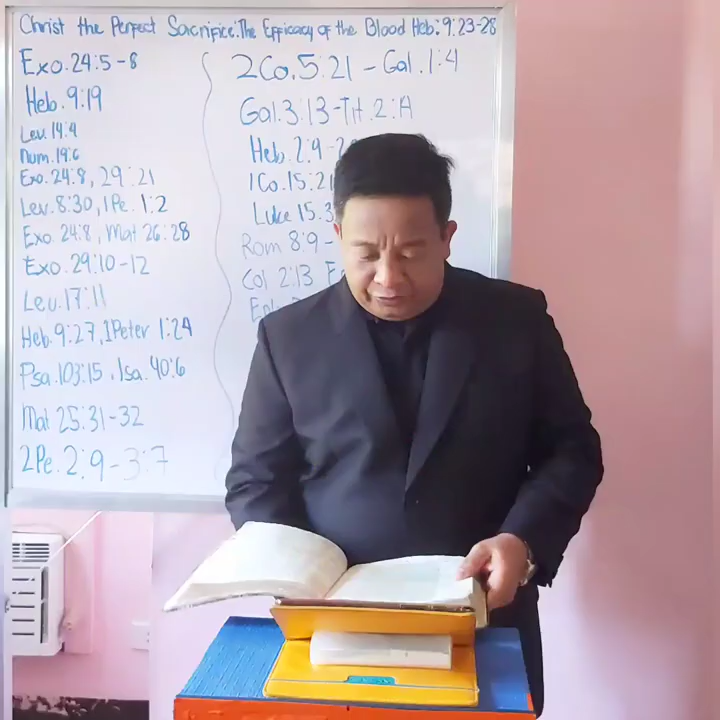 Christ the Perfect Sacrifice: The Efficacy of the Blood Heb: 9:23-28
Exo. 24:5-8
Heb. 9:19
Lev. 14:4
Num. 19:6
Exo. 24:8, 29:21
Lev. 8:30, 1Pe. 1:2
Exo. 24:8, Mat 26:28
Exo. 29:10-12
Lev. 17:11
Heb. 9:27, 1Peter 1:24
Psa. 103:15, Isa. 40:6
Mat 25:31-32
2Pe. 2:9-3:7
2Co. 5:21 - Gal. 1:4
Gal. 3:13 - Tit. 2:14
Heb. 2:9 -
1Co. 15:21
Luke 15:3
Rom 8:9 -
Col 2:13